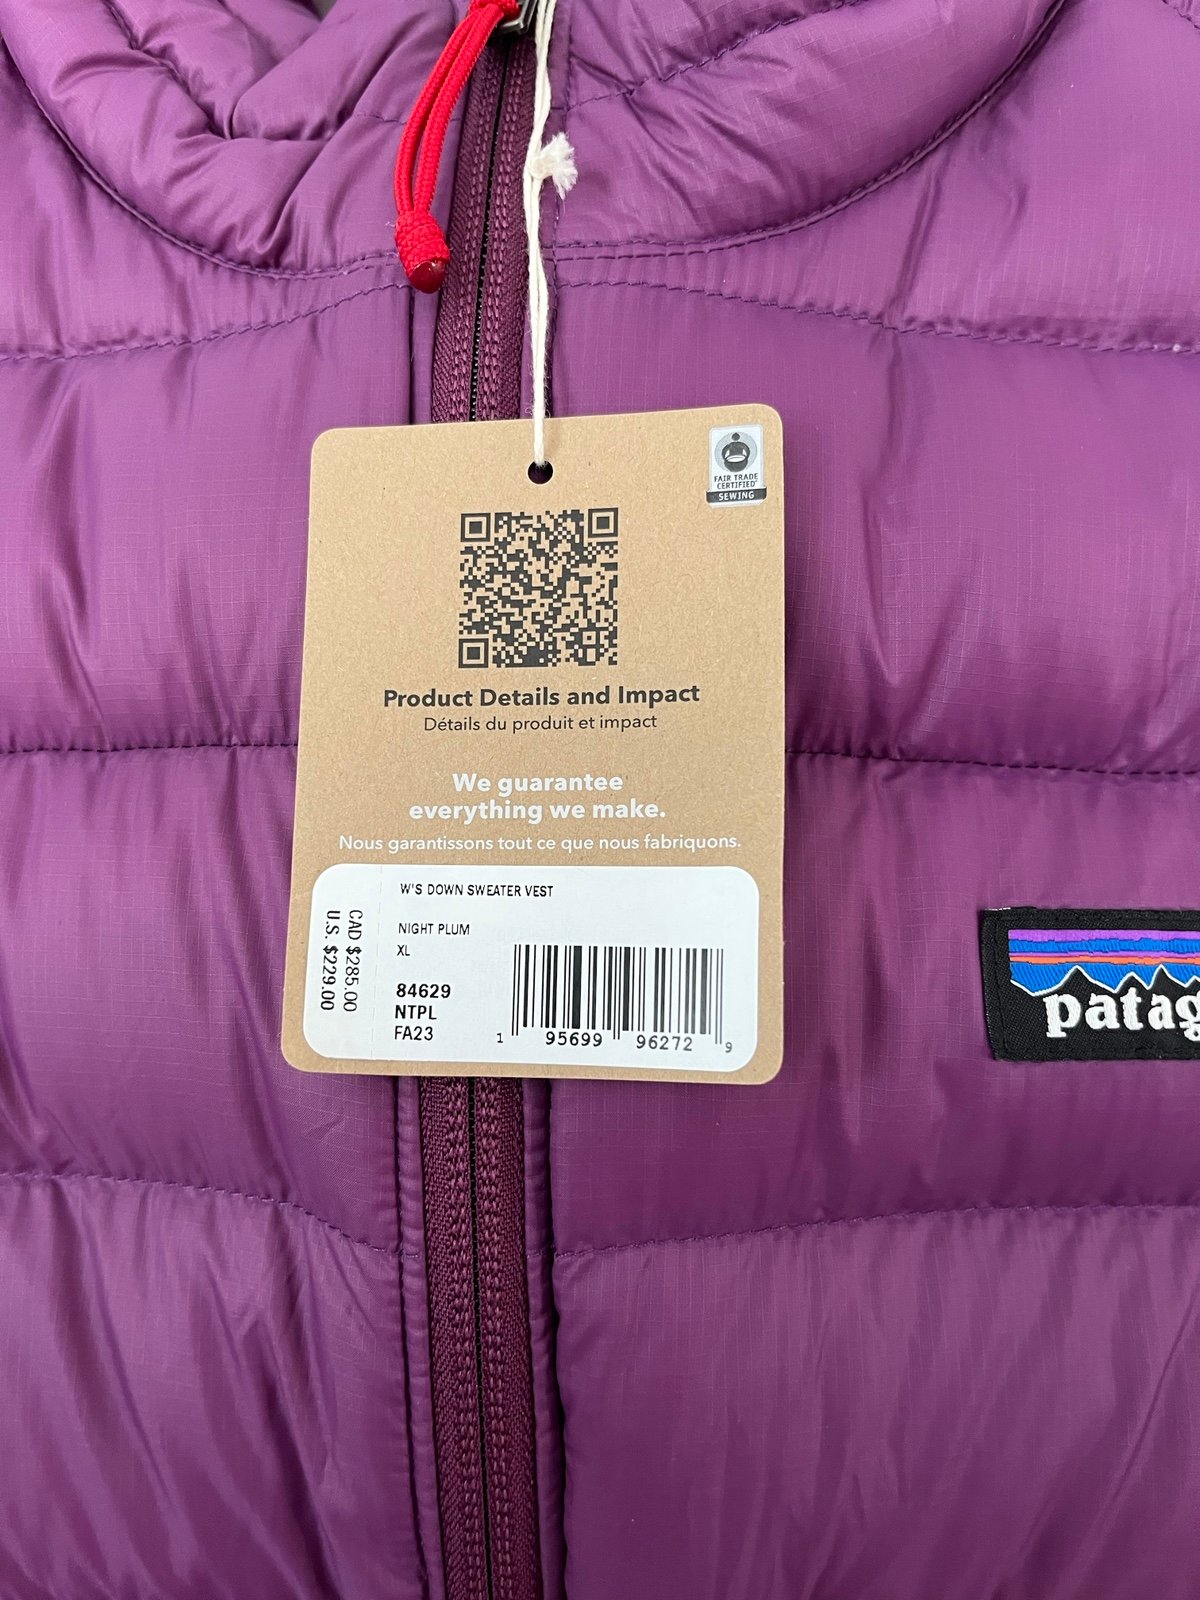 FAIR TRADE
CERTIFIED
SEWING
Product Details and Impact
Détails du produit et impact
We guarantee
everything we make.
Nous garantissons tout ce que nous fabriquons.
W'S DOWN SWEATER VEST
NIGHT PLUM
XL
84629
NTPL
FA23
CAD $285.00
U.S. $229.00
1 95699 96272 9
patag